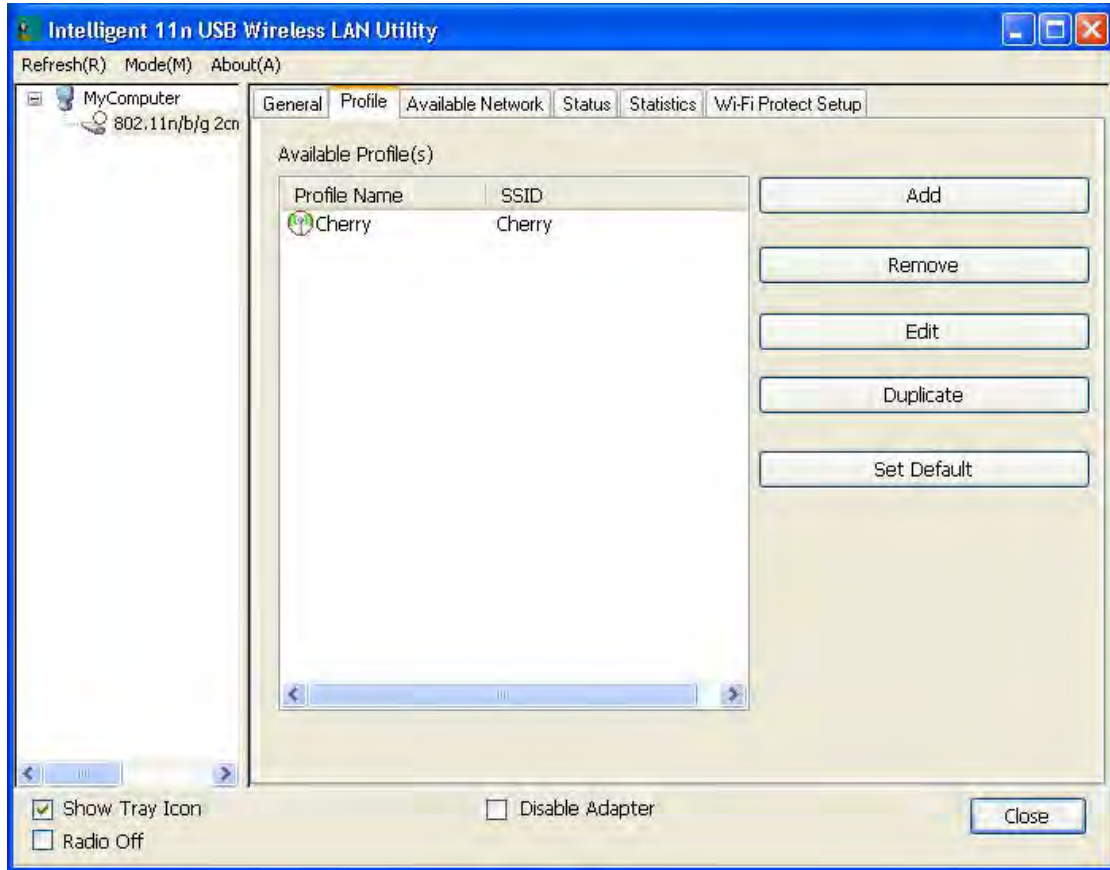 Intelligent 11n USB Wireless LAN Utility
Refresh(R) Mode(M) About(A)
MyComputer
802.11n/b/g 2cn
General Profile Available Network Status Statistics Wi-Fi Protect Setup
Available Profile(s)
Profile Name SSID
Cherry Cherry
Add
Remove
Edit
Duplicate
Set Default
Show Tray Icon
Radio Off
Disable Adapter
Close